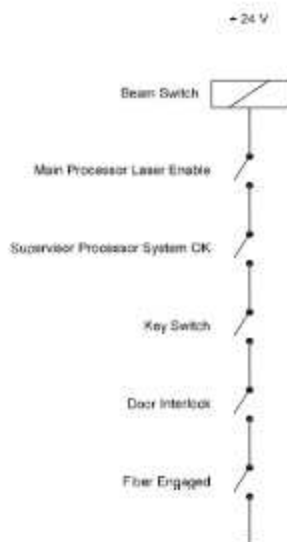 + 24 V
Beam Switch
Main Processor Laser Enable
Supervisor Processor System OK
Key Switch
Door Interlock
Fiber Engaged